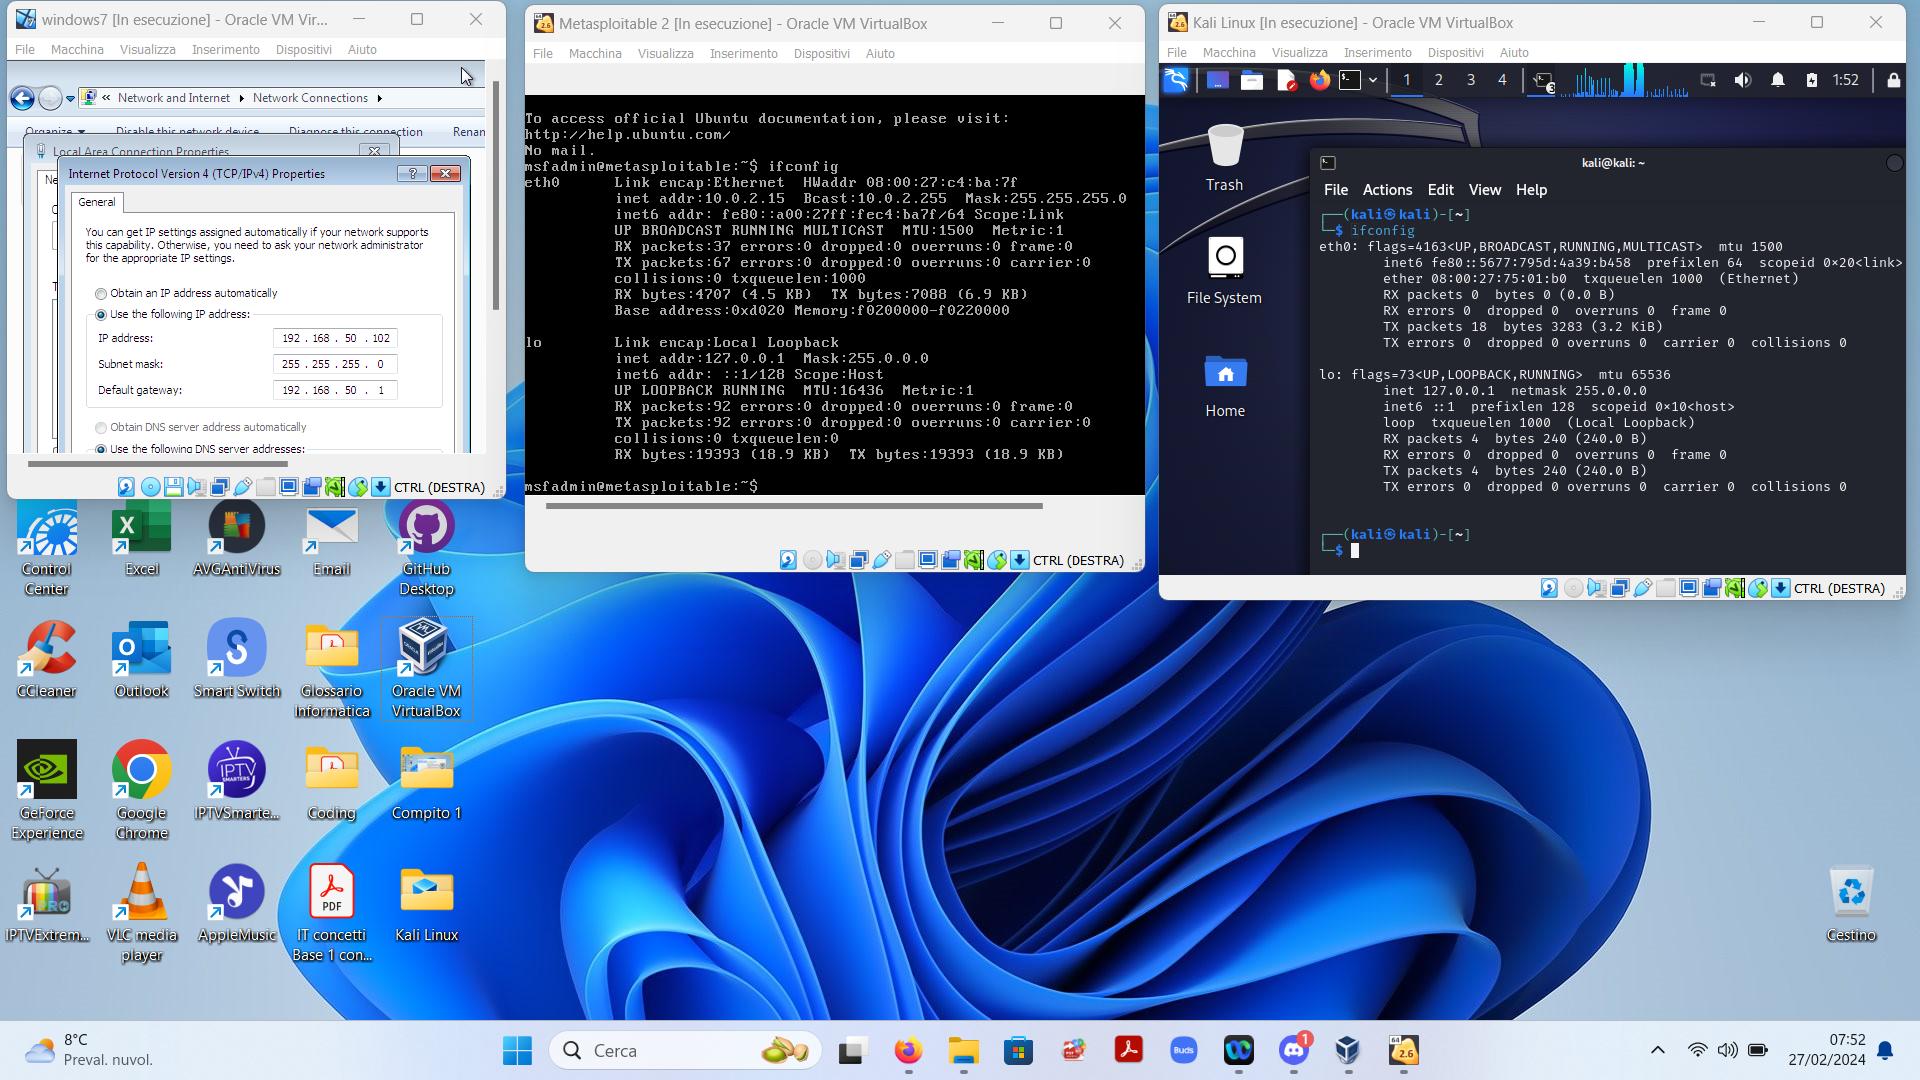 windows7 [In esecuzione] - Oracle VM Vir...
File Macchina Visualizza Inserimento Dispositivi Aiuto
Network and Internet Network Connections
Organize Disable this network device Diagnose this connection Renan
Local Area Connection Properties
Ne
Internet Protocol Version 4 (TCP/IPv4) Properties
General
You can get IP settings assigned automatically if your network supports
this capability. Otherwise, you need to ask your network administrator
for the appropriate IP settings.
Obtain an IP address automatically
Use the following IP address:
IP address: 192 . 168 . 50 . 102
Subnet mask: 255 . 255 . 255 . 0
Default gateway: 192 . 168 . 50 . 1
Obtain DNS server address automatically
Use the following DNS server addresses:
CTRL (DESTRA)
Metasploitable 2 [In esecuzione] - Oracle VM VirtualBox
File Macchina Visualizza Inserimento Dispositivi Aiuto
To access official Ubuntu documentation, please visit:
http://help.ubuntu.com/
No mail.
msfadmin@metasploitable:~$ ifconfig
eth0 Link encap:Ethernet HWaddr 08:00:27:c4:ba:7f
inet addr:10.0.2.15 Bcast:10.0.2.255 Mask:255.255.255.0
inet6 addr: fe80::a00:27ff:fec4:ba7f/64 Scope:Link
UP BROADCAST RUNNING MULTICAST MTU:1500 Metric:1
RX packets:37 errors:0 dropped:0 overruns:0 frame:0
TX packets:67 errors:0 dropped:0 overruns:0 carrier:0
collisions:0 txqueuelen:1000
RX bytes:4707 (4.5 KB) TX bytes:7088 (6.9 KB)
Base address:0xd020 Memory:f0200000-f0220000
lo Link encap:Local Loopback
inet addr:127.0.0.1 Mask:255.0.0.0
inet6 addr: ::1/128 Scope:Host
UP LOOPBACK RUNNING MTU:16436 Metric:1
RX packets:92 errors:0 dropped:0 overruns:0 frame:0
TX packets:92 errors:0 dropped:0 overruns:0 carrier:0
collisions:0 txqueuelen:0
RX bytes:19393 (18.9 KB) TX bytes:19393 (18.9 KB)
msfadmin@metasploitable:~$
CTRL (DESTRA)
Kali Linux [In esecuzione] - Oracle VM VirtualBox
File Macchina Visualizza Inserimento Dispositivi Aiuto
1 2 3 4 3 1:52
Trash
File System
Home
kali@kali: ~
File Actions Edit View Help
┌──(kali㉿kali)-[~]
└─$ ifconfig
eth0: flags=4163<UP,BROADCAST,RUNNING,MULTICAST> mtu 1500
inet6 fe80::5677:795d:4a39:b458 prefixlen 64 scopeid 0×20<link>
ether 08:00:27:75:01:b0 txqueuelen 1000 (Ethernet)
RX packets 0 bytes 0 (0.0 B)
RX errors 0 dropped 0 overruns 0 frame 0
TX packets 18 bytes 3283 (3.2 KiB)
TX errors 0 dropped 0 overruns 0 carrier 0 collisions 0
lo: flags=73<UP,LOOPBACK,RUNNING> mtu 65536
inet 127.0.0.1 netmask 255.0.0.0
inet6 ::1 prefixlen 128 scopeid 0×10<host>
loop txqueuelen 1000 (Local Loopback)
RX packets 4 bytes 240 (240.0 B)
RX errors 0 dropped 0 overruns 0 frame 0
TX packets 4 bytes 240 (240.0 B)
TX errors 0 dropped 0 overruns 0 carrier 0 collisions 0
┌──(kali㉿kali)-[~]
└─$
CTRL (DESTRA)
Control Center
Excel
AVGAntiVirus
Email
GitHub Desktop
CCleaner
Outlook
Smart Switch
Glossario Informatica
Oracle VM VirtualBox
GeForce Experience
Google Chrome
IPTVSmarte...
Coding
Compito 1
IPTVExtrem...
VLC media player
AppleMusic
IT concetti Base 1 con...
Kali Linux
Cestino
8°C
Preval. nuvol.
Cerca
Buds
1
64
2.6
07:52
27/02/2024